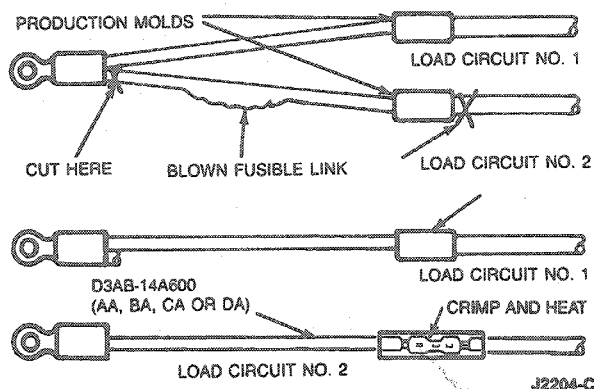 PRODUCTION MOLDS
LOAD CIRCUIT NO. 1
CUT HERE
BLOWN FUSIBLE LINK
LOAD CIRCUIT NO. 2
D3AB-14A600
(AA, BA, CA OR DA)
LOAD CIRCUIT NO. 1
CRIMP AND HEAT
LOAD CIRCUIT NO. 2
J2204-C